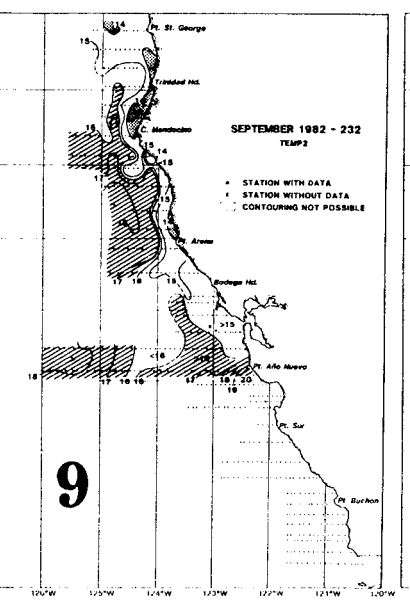 14
15
Pt. St. George
Trinidad Hd.
16
C. Mendocino
15
14
15
17
SEPTEMBER 1982 - 232
TEMP2
STATION WITH DATA
STATION WITHOUT DATA
CONTOURING NOT POSSIBLE
15
Pt. Arena
17 16
15
Bodega Hd.
>15
<16
18
17 16
Pt. Año Nuevo
17
18 20
19
Pt. Sur
9
Pt. Buchon
126°W 125°W 124°W 123°W 122°W 121°W 120°W